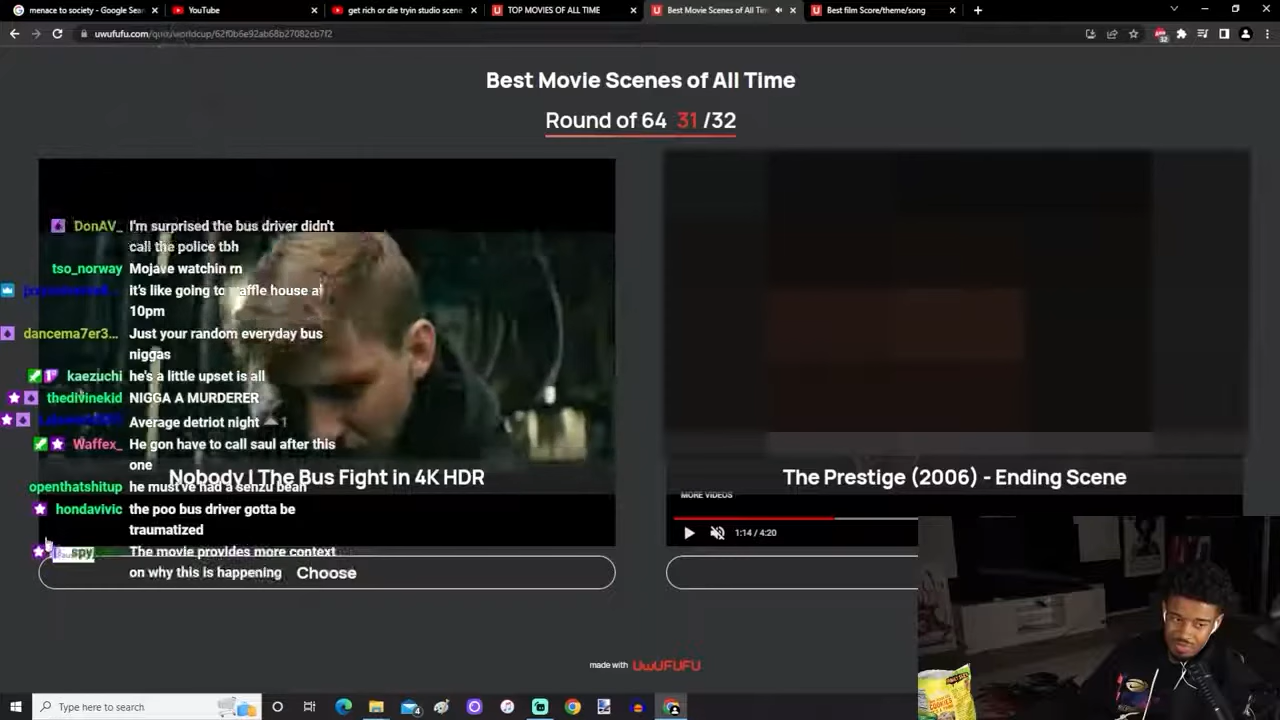 menace to society - Google Sear
YouTube
get rich or die tryin studio scene
TOP MOVIES OF ALL TIME
Best Movie Scenes of All Tim
Best film Score/theme/song
uwufufu.com/quiz/worldcup/62f0b6e92ab68b27082cb7f2
32
Best Movie Scenes of All Time
Round of 64 31 /32
DonAV_ I'm surprised the bus driver didn't
call the police tbh
tso_norway Mojave watchin rn
it's like going to waffle house at
10pm
dancema7er3... Just your random everyday bus
niggas
kaezuchi he's a little upset is all
thedivinekid NIGGA A MURDERER
Average detriot night 1
Waffex_ He gon have to call saul after this
one
Nobody | The Bus Fight in 4K HDR
openthatshitup he must've had a senzu bean
hondavivic the poo bus driver gotta be
traumatized
spy The movie provides more context
on why this is happening
Choose
The Prestige (2006) - Ending Scene
MORE VIDEOS
1:14 / 4:20
made with UWUFUFU
Type here to search